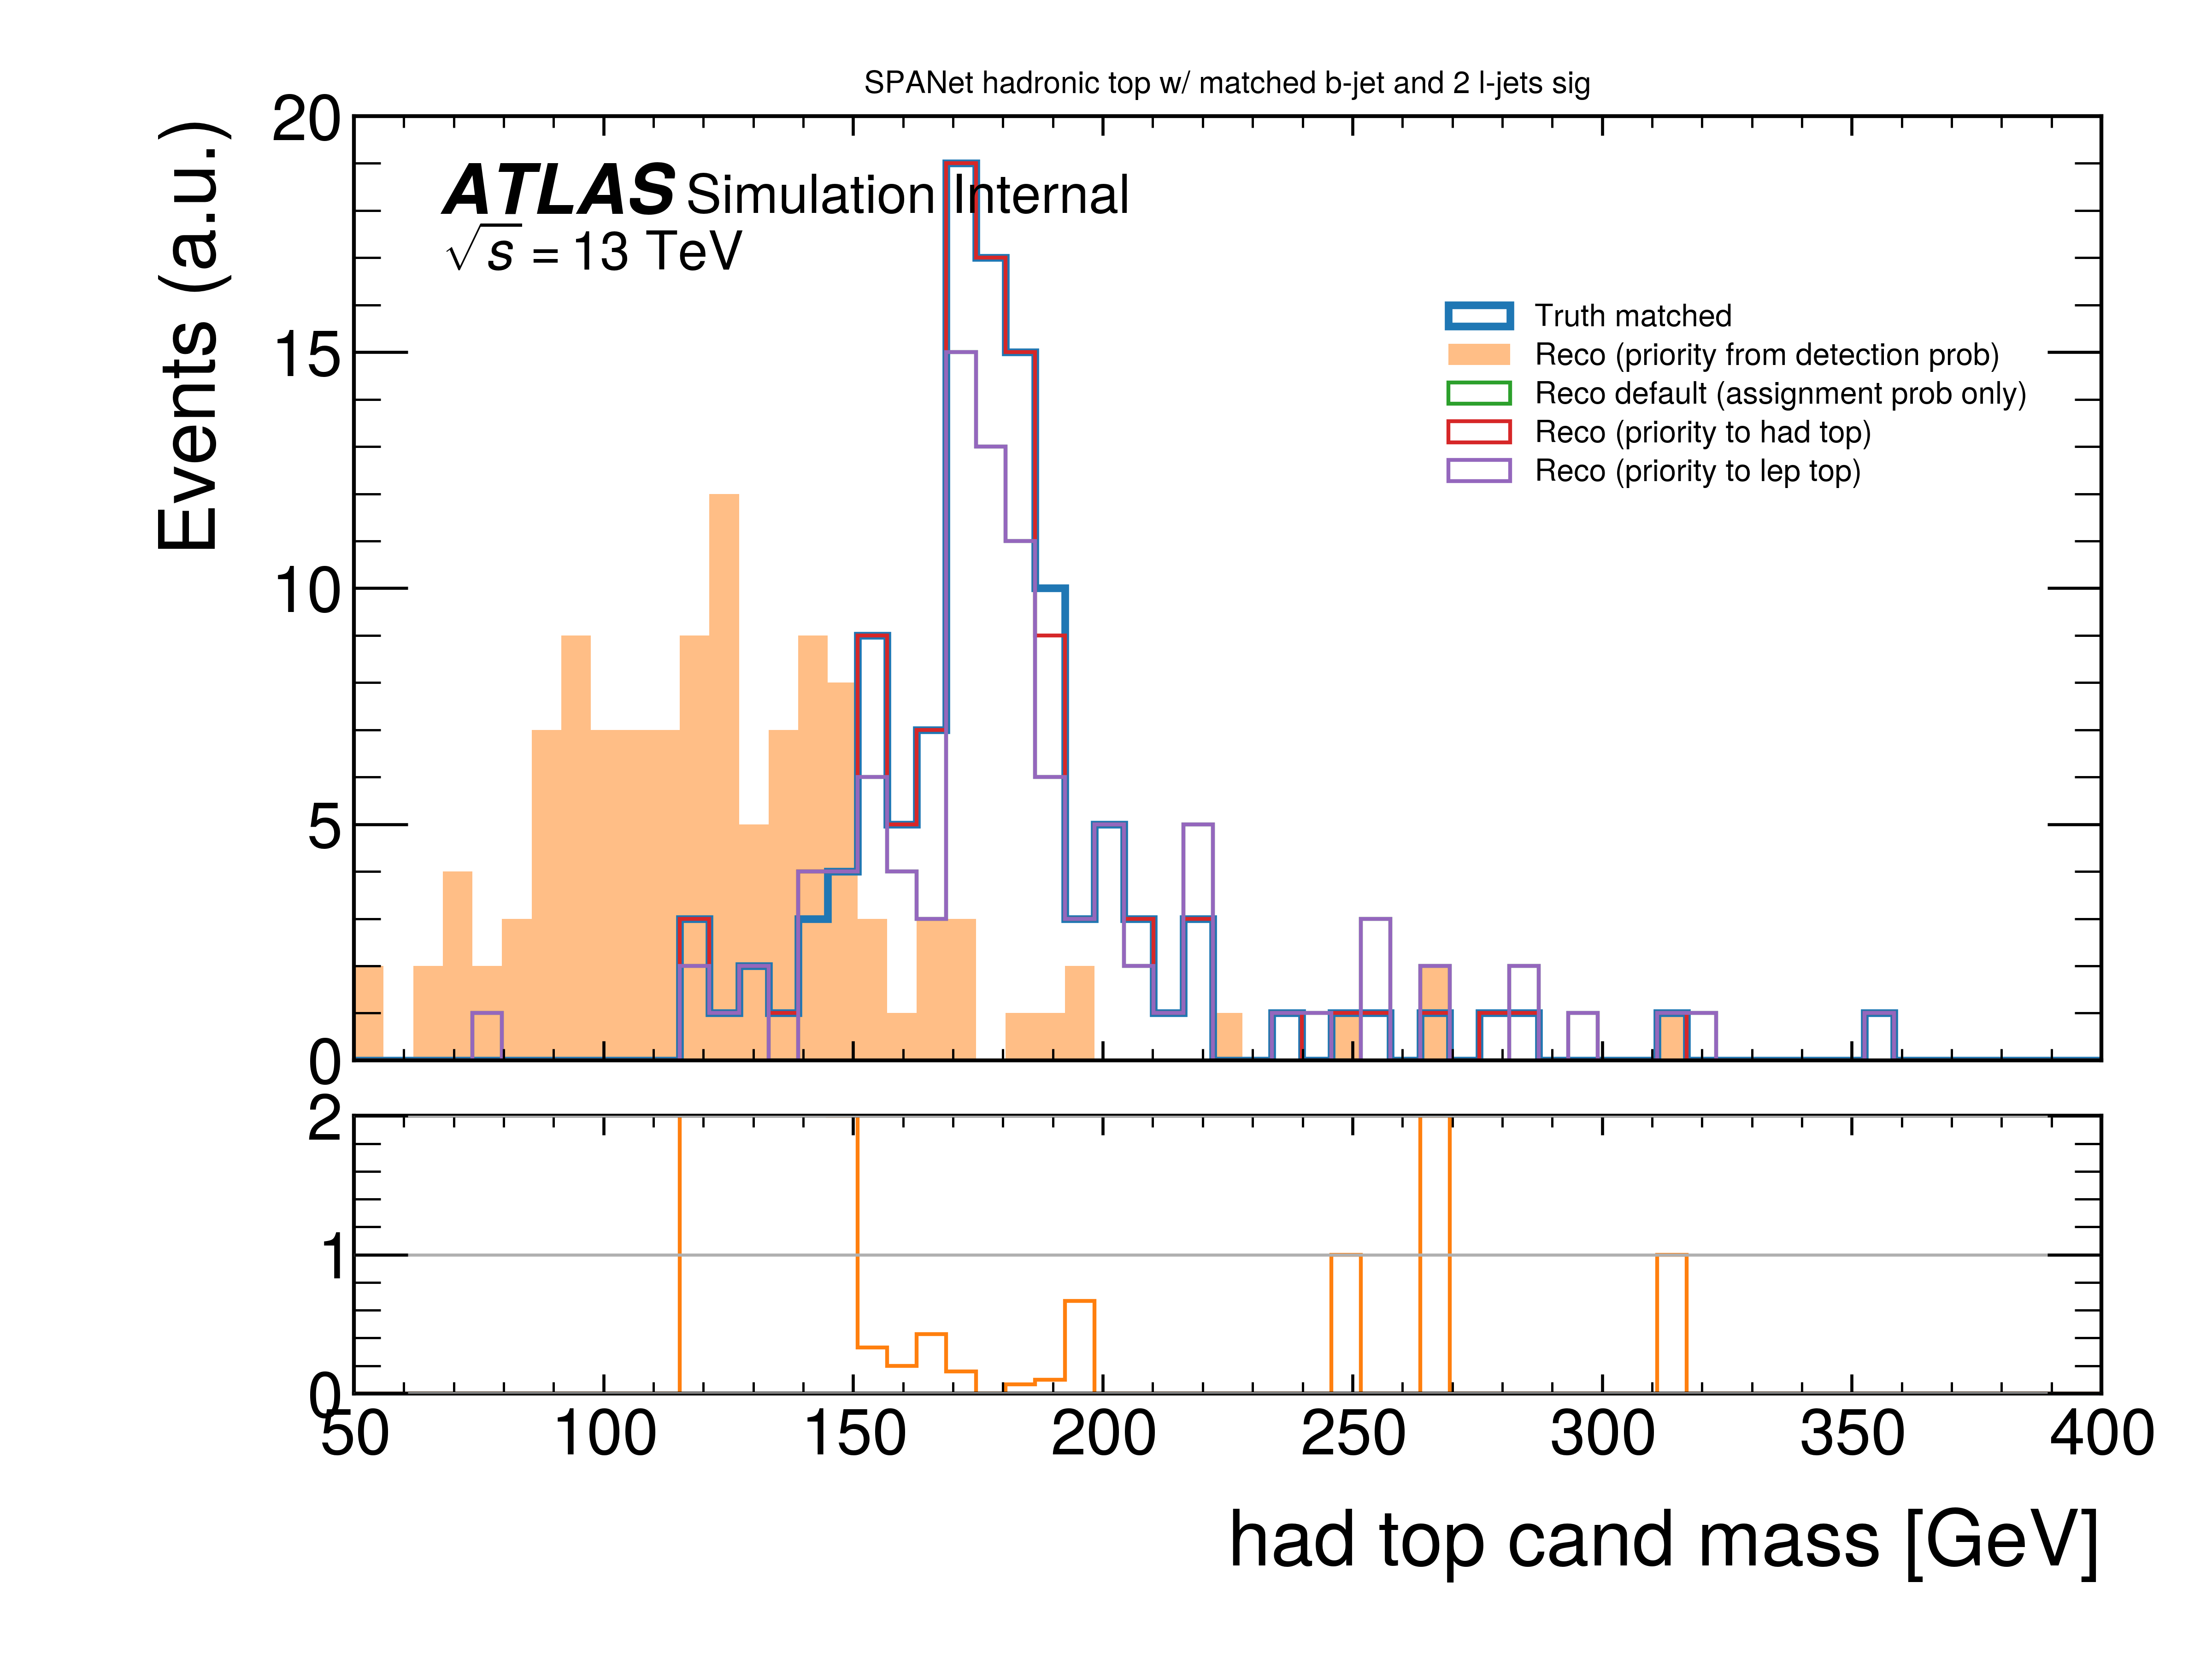 SPANet hadronic top w/ matched b-jet and 2 l-jets sig
Events (a.u.)
20
15
10
5
0
ATLAS Simulation Internal
√s = 13 TeV
Truth matched
Reco (priority from detection prob)
Reco default (assignment prob only)
Reco (priority to had top)
Reco (priority to lep top)
2
1
0
50 100 150 200 250 300 350 400
had top cand mass [GeV]